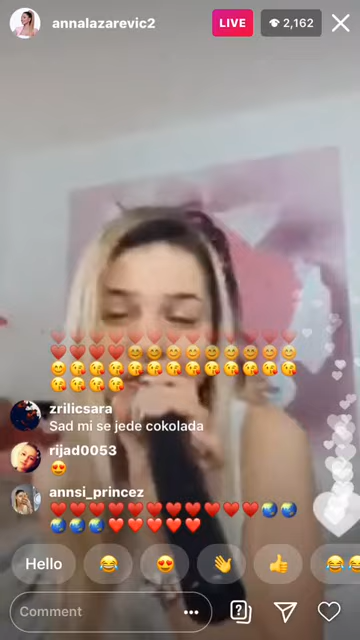 annalazarevic2
LIVE
2,162
zrilicsara
Sad mi se jede cokolada
rijad0053
😍
annsi_princez
Hello
Comment